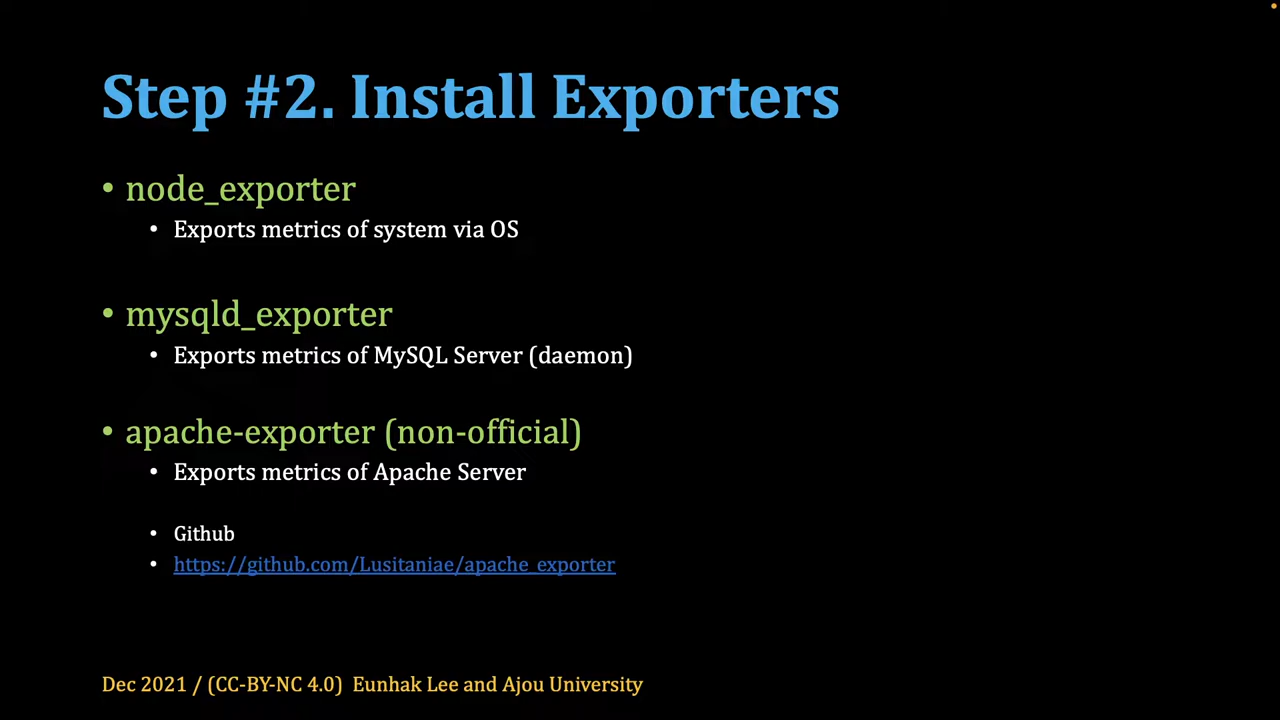 Step #2. Install Exporters
• node_exporter
• Exports metrics of system via OS
• mysqld_exporter
• Exports metrics of MySQL Server (daemon)
• apache-exporter (non-official)
• Exports metrics of Apache Server
• Github
• https://github.com/Lusitaniae/apache_exporter
Dec 2021 / (CC-BY-NC 4.0) Eunhak Lee and Ajou University